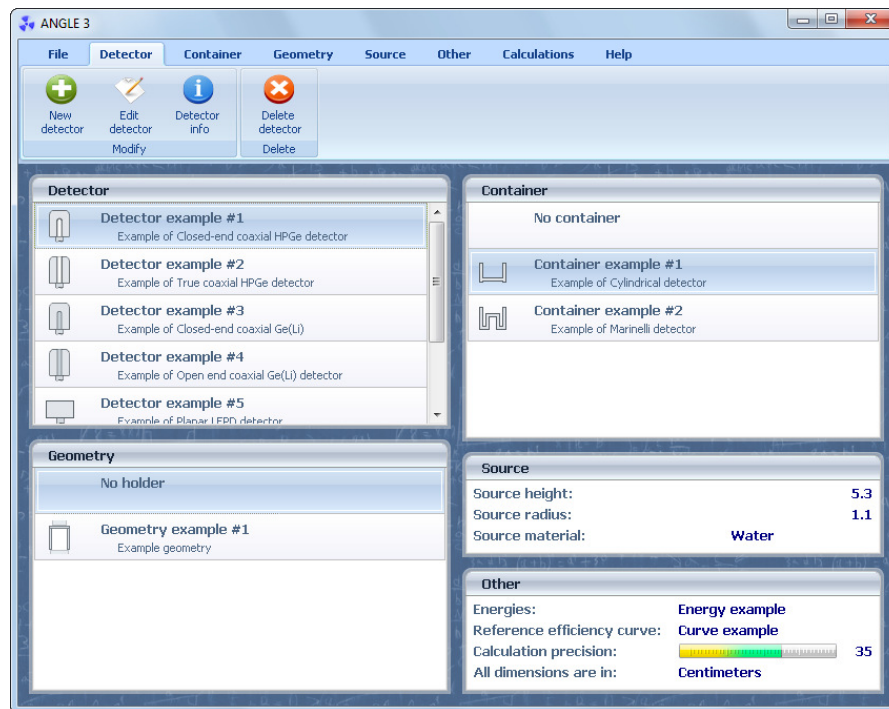 ANGLE 3
File Detector Container Geometry Source Other Calculations Help
New detector
Edit detector
Detector info
Delete detector
Modify
Delete
Detector
Detector example #1
Example of Closed-end coaxial HPGe detector
Detector example #2
Example of True coaxial HPGe detector
Detector example #3
Example of Closed-end coaxial Ge(Li)
Detector example #4
Example of Open end coaxial Ge(Li) detector
Detector example #5
Example of Planar LEPD detector
Container
No container
Container example #1
Example of Cylindrical detector
Container example #2
Example of Marinelli detector
Geometry
No holder
Geometry example #1
Example geometry
Source
Source height: 5.3
Source radius: 1.1
Source material: Water
Other
Energies: Energy example
Reference efficiency curve: Curve example
Calculation precision: 35
All dimensions are in: Centimeters